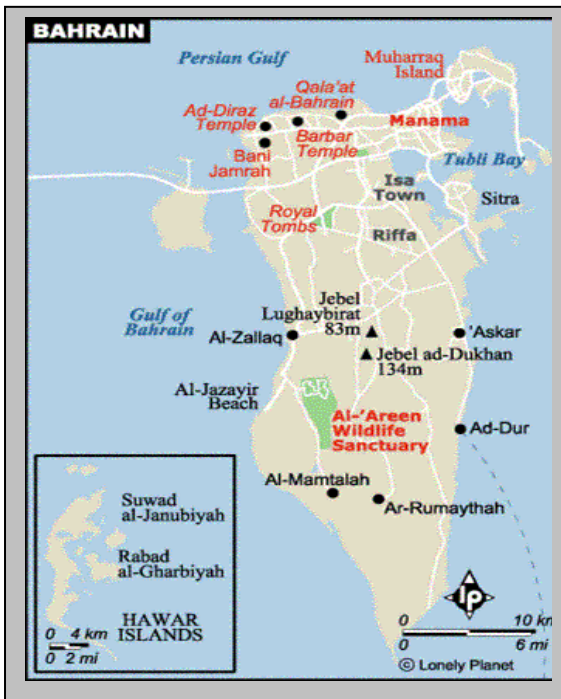 BAHRAIN
Persian Gulf
Muharraq
Island
Qala'at
al-Bahrain
Ad-Diraz
Temple
Manama
Barbar
Temple
Bani
Jamrah
Tubli Bay
Isa
Town
Sitra
Royal
Tombs
Riffa
Gulf of
Bahrain
Jebel
Lughaybirat
83m
Al-Zallaq
'Askar
Jebel ad-Dukhan
134m
Al-Jazayir
Beach
Al-'Areen
Wildlife
Sanctuary
Ad-Dur
Al-Mamtalah
Ar-Rumaythah
Suwad
al-Janubiyah
Rabad
al-Gharbiyah
HAWAR
ISLANDS
0 4 km
0 2 mi
lp
0 10 km
0 6 mi
© Lonely Planet